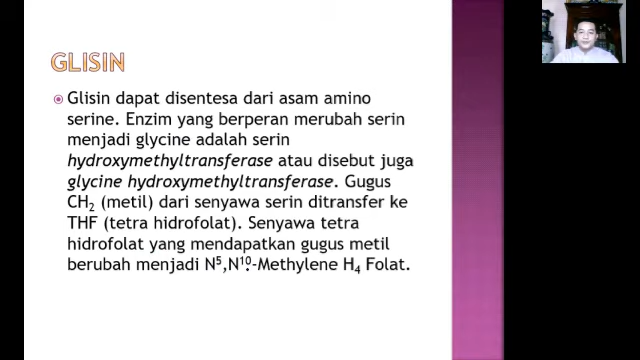 GLISIN
Glisin dapat disentesa dari asam amino
serine. Enzim yang berperan merubah serin
menjadi glycine adalah serin
hydroxymethyltransferase atau disebut juga
glycine hydroxymethyltransferase. Gugus
CH₂ (metil) dari senyawa serin ditransfer ke
THF (tetra hidrofolat). Senyawa tetra
hidrofolat yang mendapatkan gugus metil
berubah menjadi N⁵,N¹⁰-Methylene H₄ Folat.